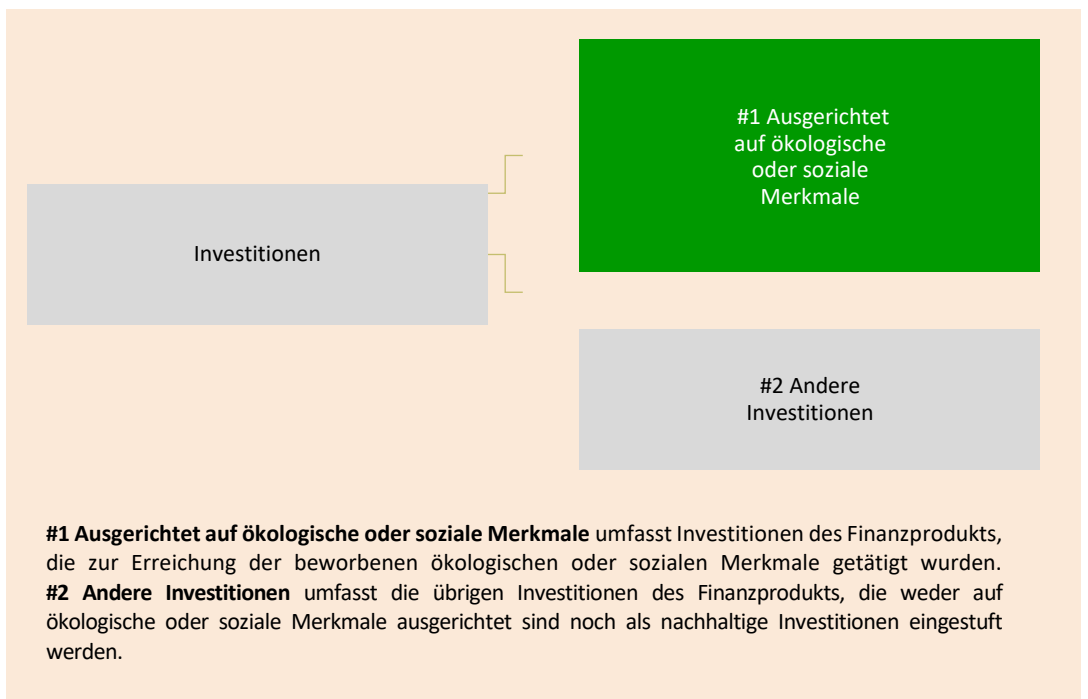 #1 Ausgerichtet
auf ökologische
oder soziale
Merkmale
Investitionen
#2 Andere
Investitionen
#1 Ausgerichtet auf ökologische oder soziale Merkmale umfasst Investitionen des Finanzprodukts,
die zur Erreichung der beworbenen ökologischen oder sozialen Merkmale getätigt wurden.
#2 Andere Investitionen umfasst die übrigen Investitionen des Finanzprodukts, die weder auf
ökologische oder soziale Merkmale ausgerichtet sind noch als nachhaltige Investitionen eingestuft
werden.